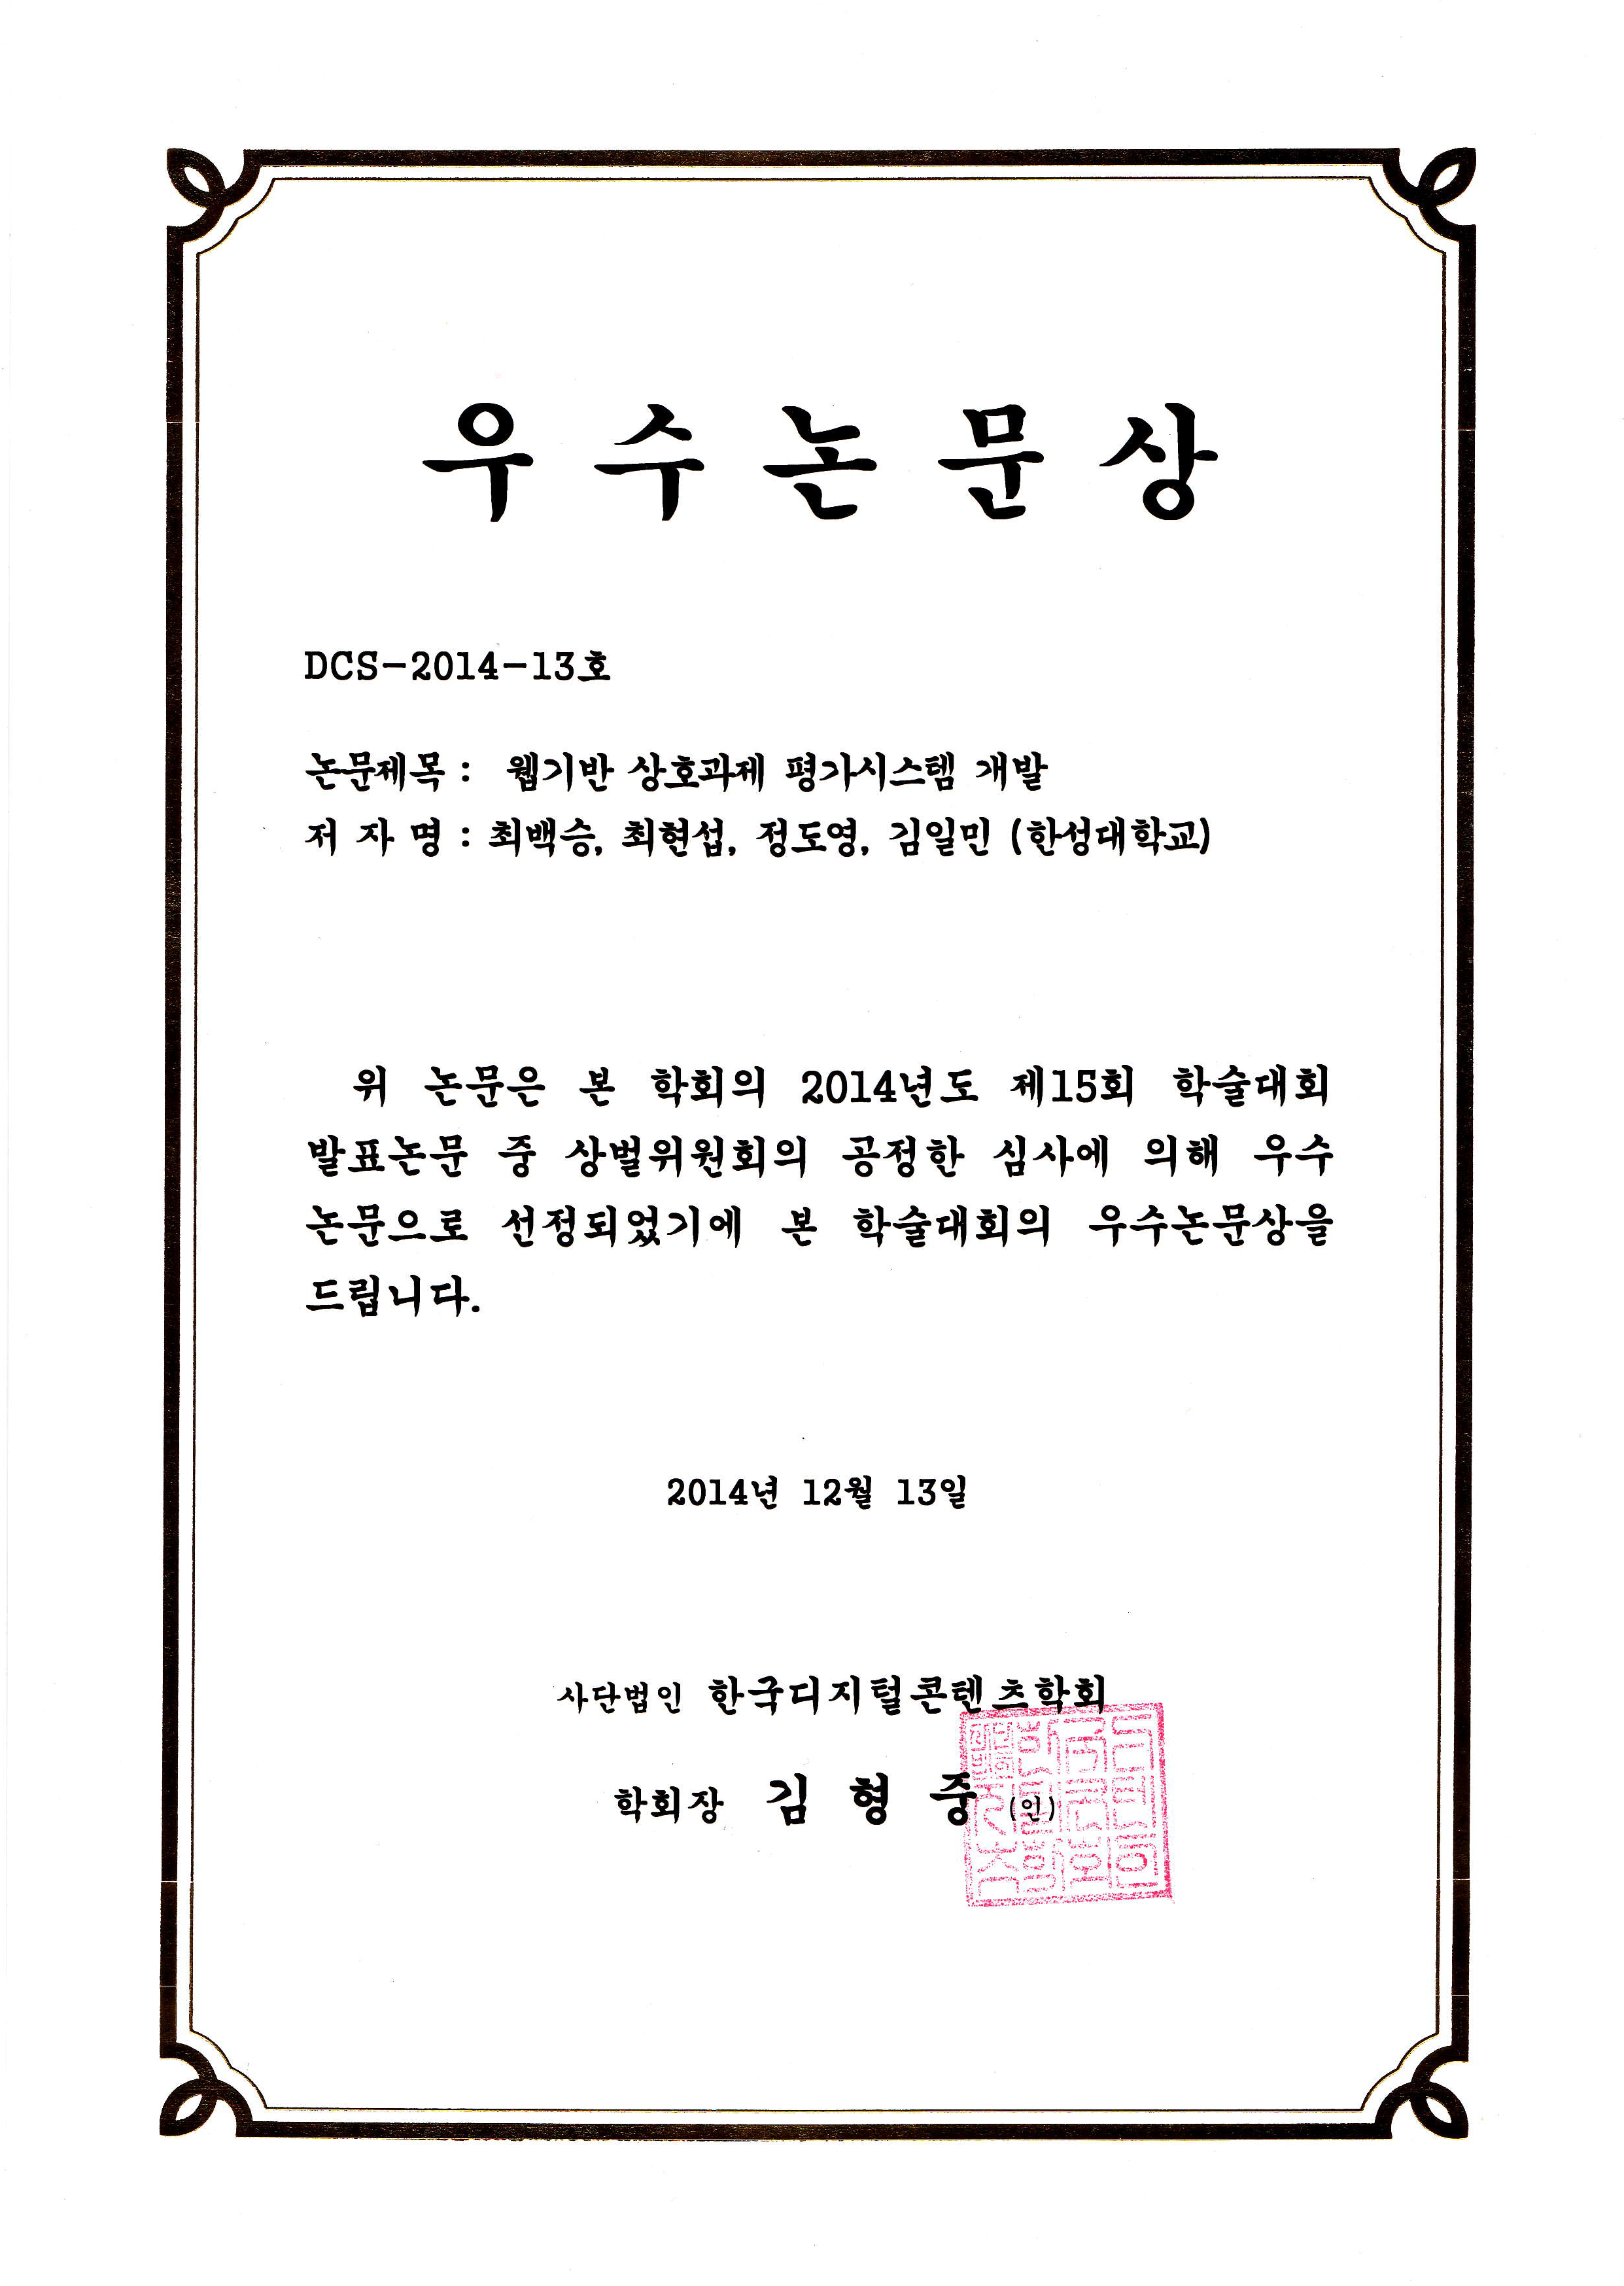 우 수 논 문 상
DCS-2014-13호
논문제목 : 웹기반 상호과제 평가시스템 개발
저 자 명 : 최백승, 최현섭, 정도영, 김일민 (한성대학교)
위 논문은 본 학회의 2014년도 제15회 학술대회
발표논문 중 상벌위원회의 공정한 심사에 의해 우수
논문으로 선정되었기에 본 학술대회의 우수논문상을
드립니다.
2014년 12월 13일
사단법인 한국디지털콘텐츠학회
학회장 김 형 중 (인)